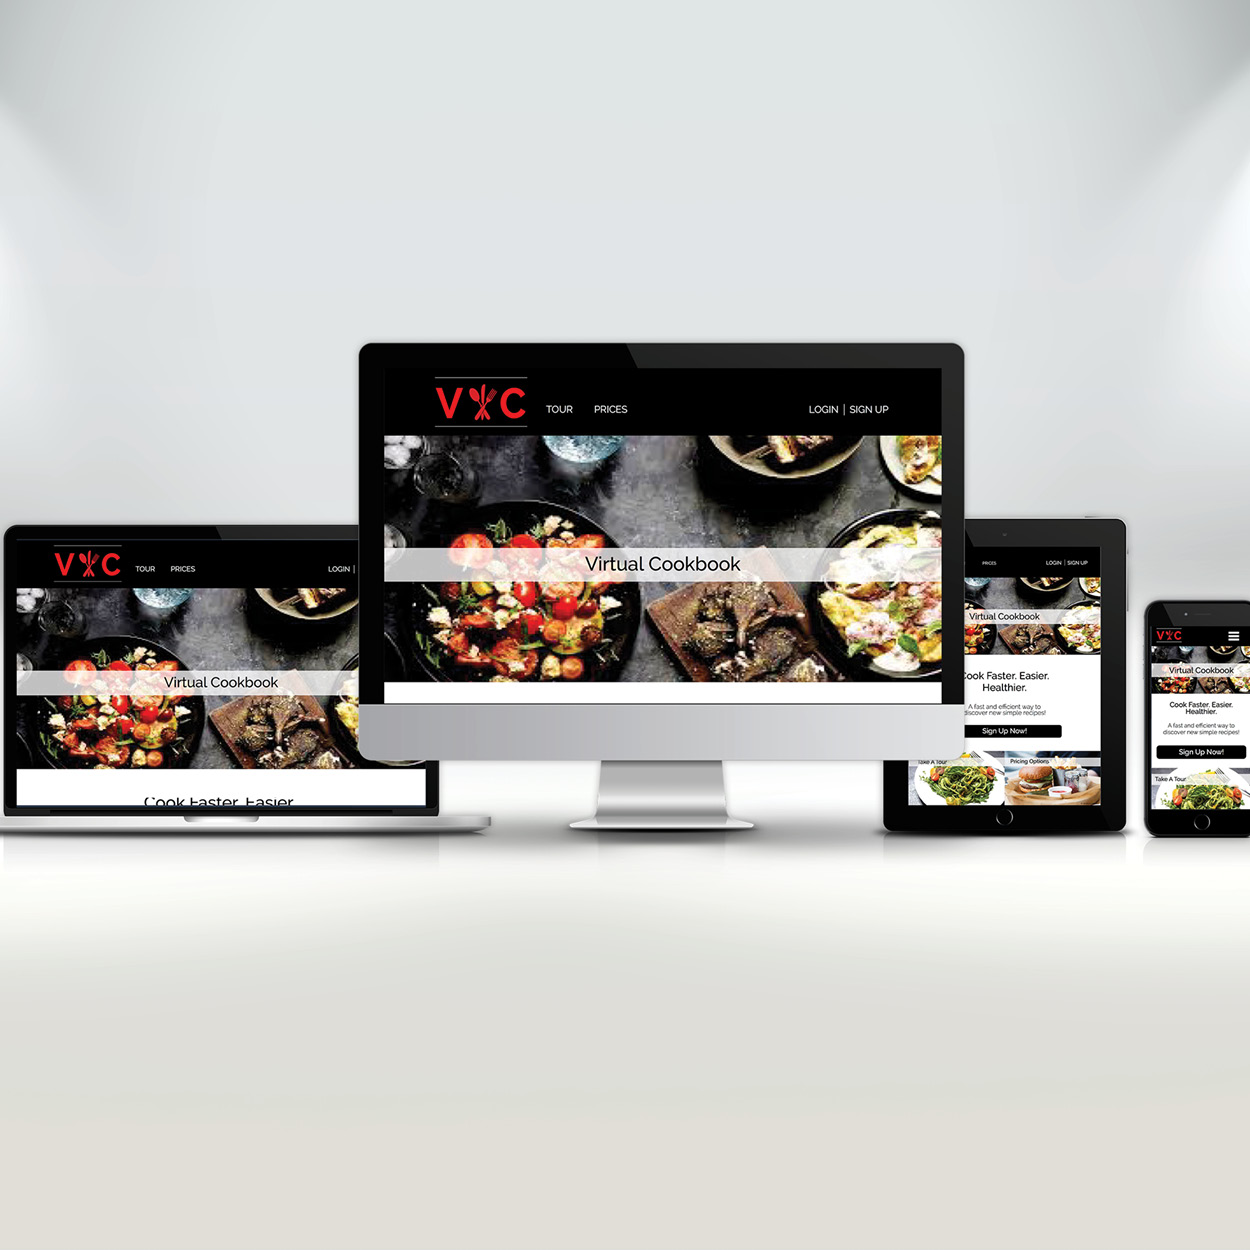 V C TOUR PRICES LOGIN | SIGN UP
Virtual Cookbook
V C TOUR PRICES LOGIN |
Virtual Cookbook
Cook Faster. Easier
PRICES LOGIN | SIGN UP
Virtual Cookbook
Cook Faster. Easier.
Healthier.
A fast and efficient way to
discover new simple recipes!
Sign Up Now!
Take A Tour Pricing Options
V C
Virtual Cookbook
Cook Faster. Easier.
Healthier.
A fast and efficient way to
discover new simple recipes!
Sign Up Now!
Take A Tour